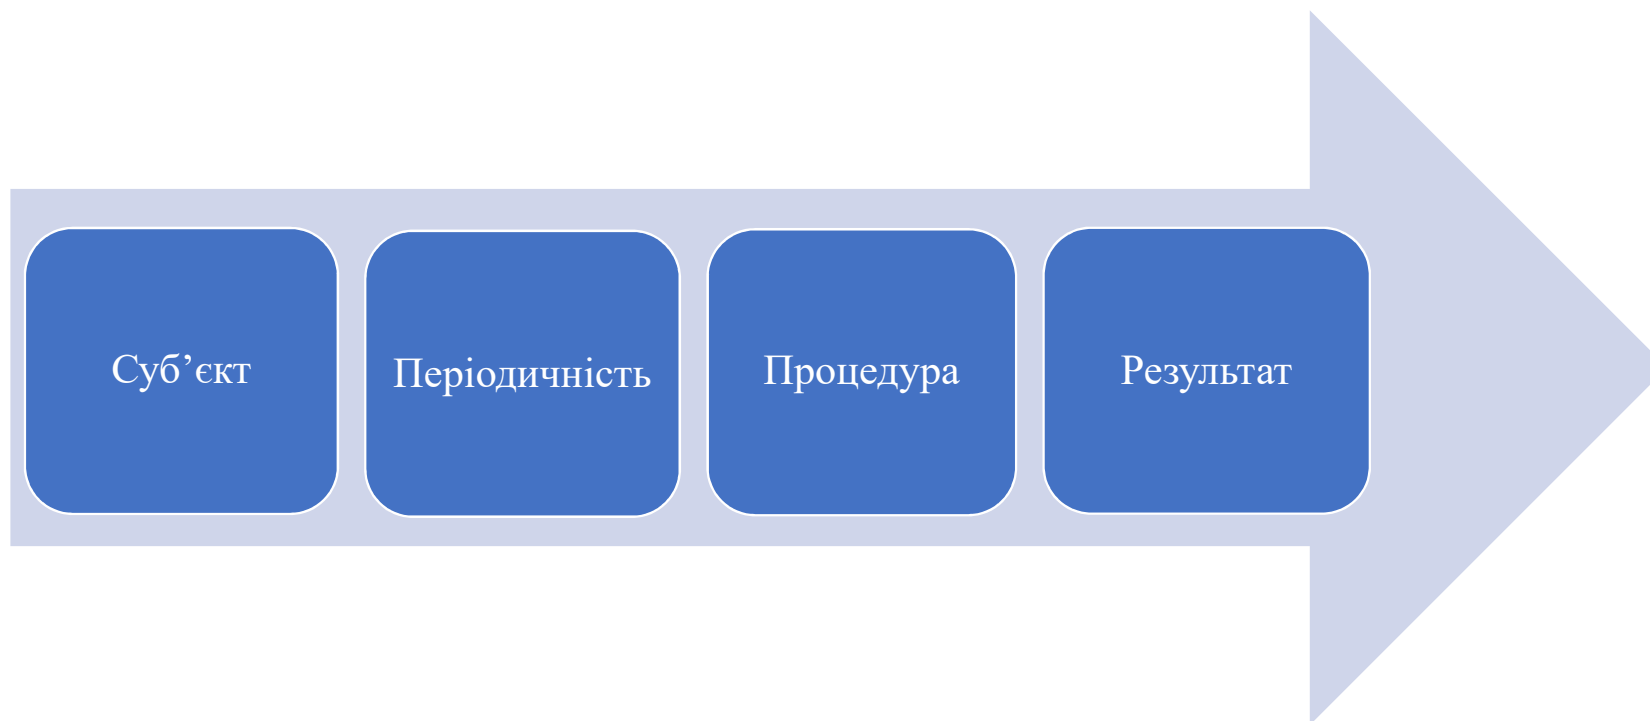 Суб’єкт
Періодичність
Процедура
Результат